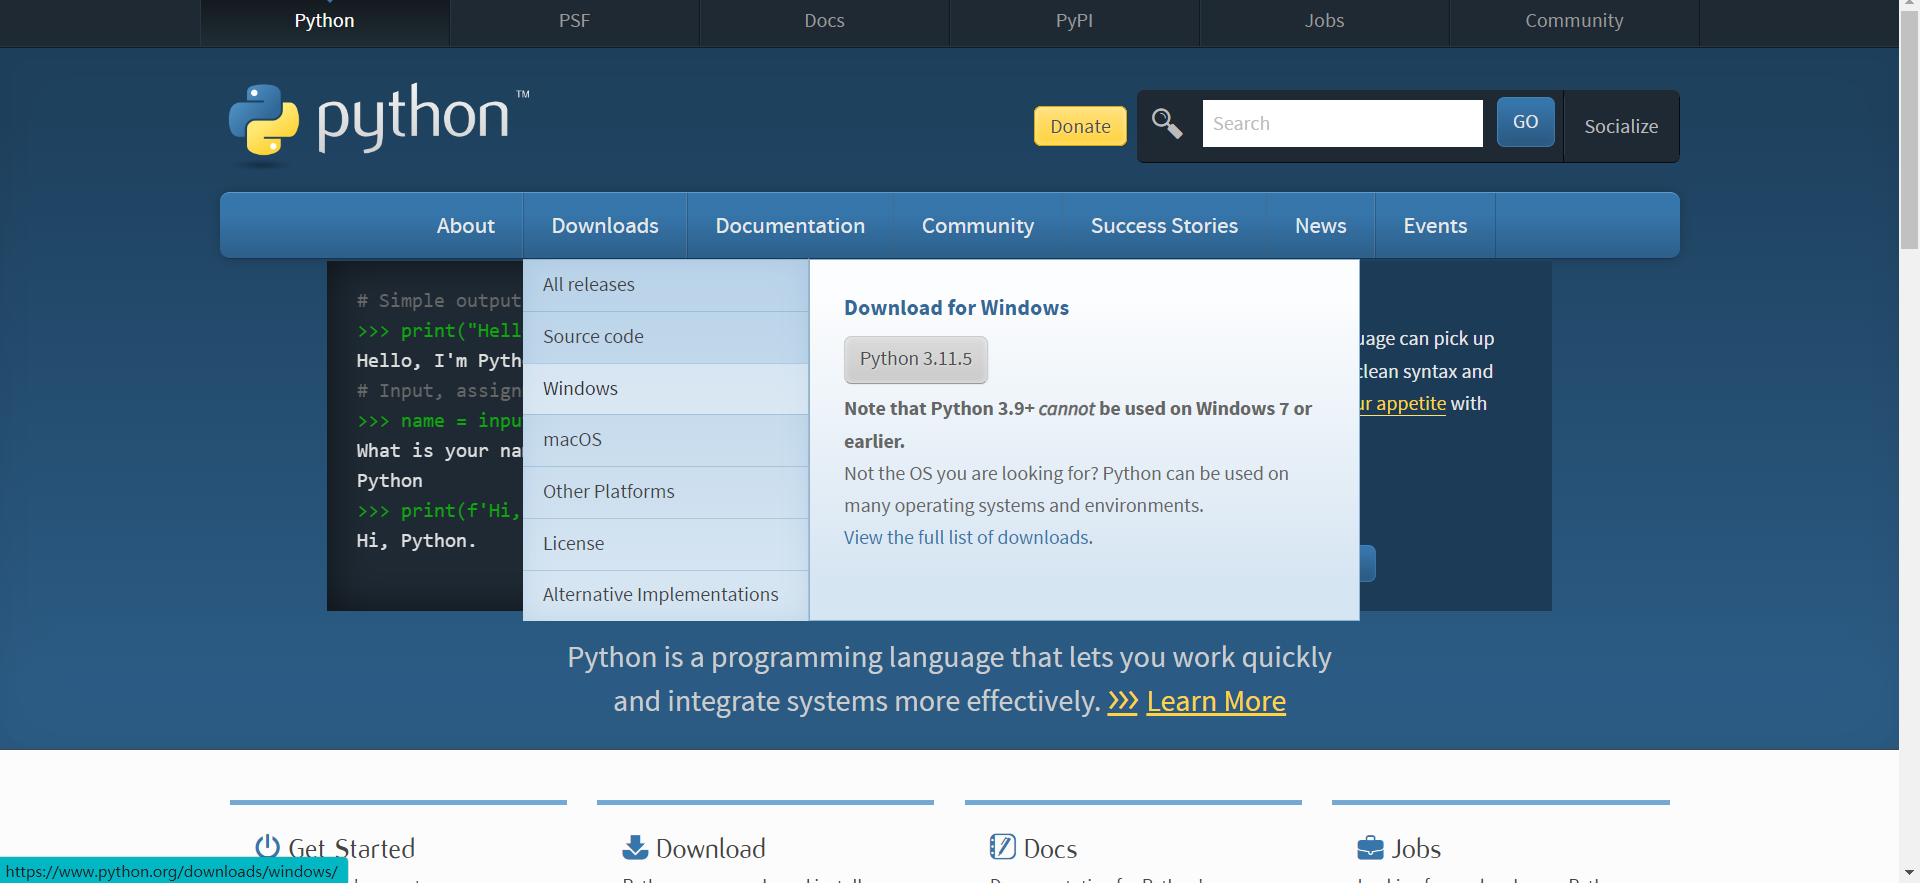 Python PSF Docs PyPI Jobs Community
python™
Donate Search GO Socialize
About Downloads Documentation Community Success Stories News Events
All releases
Source code
Windows
macOS
Other Platforms
License
Alternative Implementations
Download for Windows
Python 3.11.5
Note that Python 3.9+ cannot be used on Windows 7 or
earlier.
Not the OS you are looking for? Python can be used on
many operating systems and environments.
View the full list of downloads.
# Simple output
>>> print("Hell
Hello, I'm Pyth
# Input, assign
>>> name = inpu
What is your na
Python
>>> print(f'Hi,
Hi, Python.
uage can pick up
clean syntax and
ur appetite with
Python is a programming language that lets you work quickly
and integrate systems more effectively. >>> Learn More
Get Started Download Docs Jobs
https://www.python.org/downloads/windows/